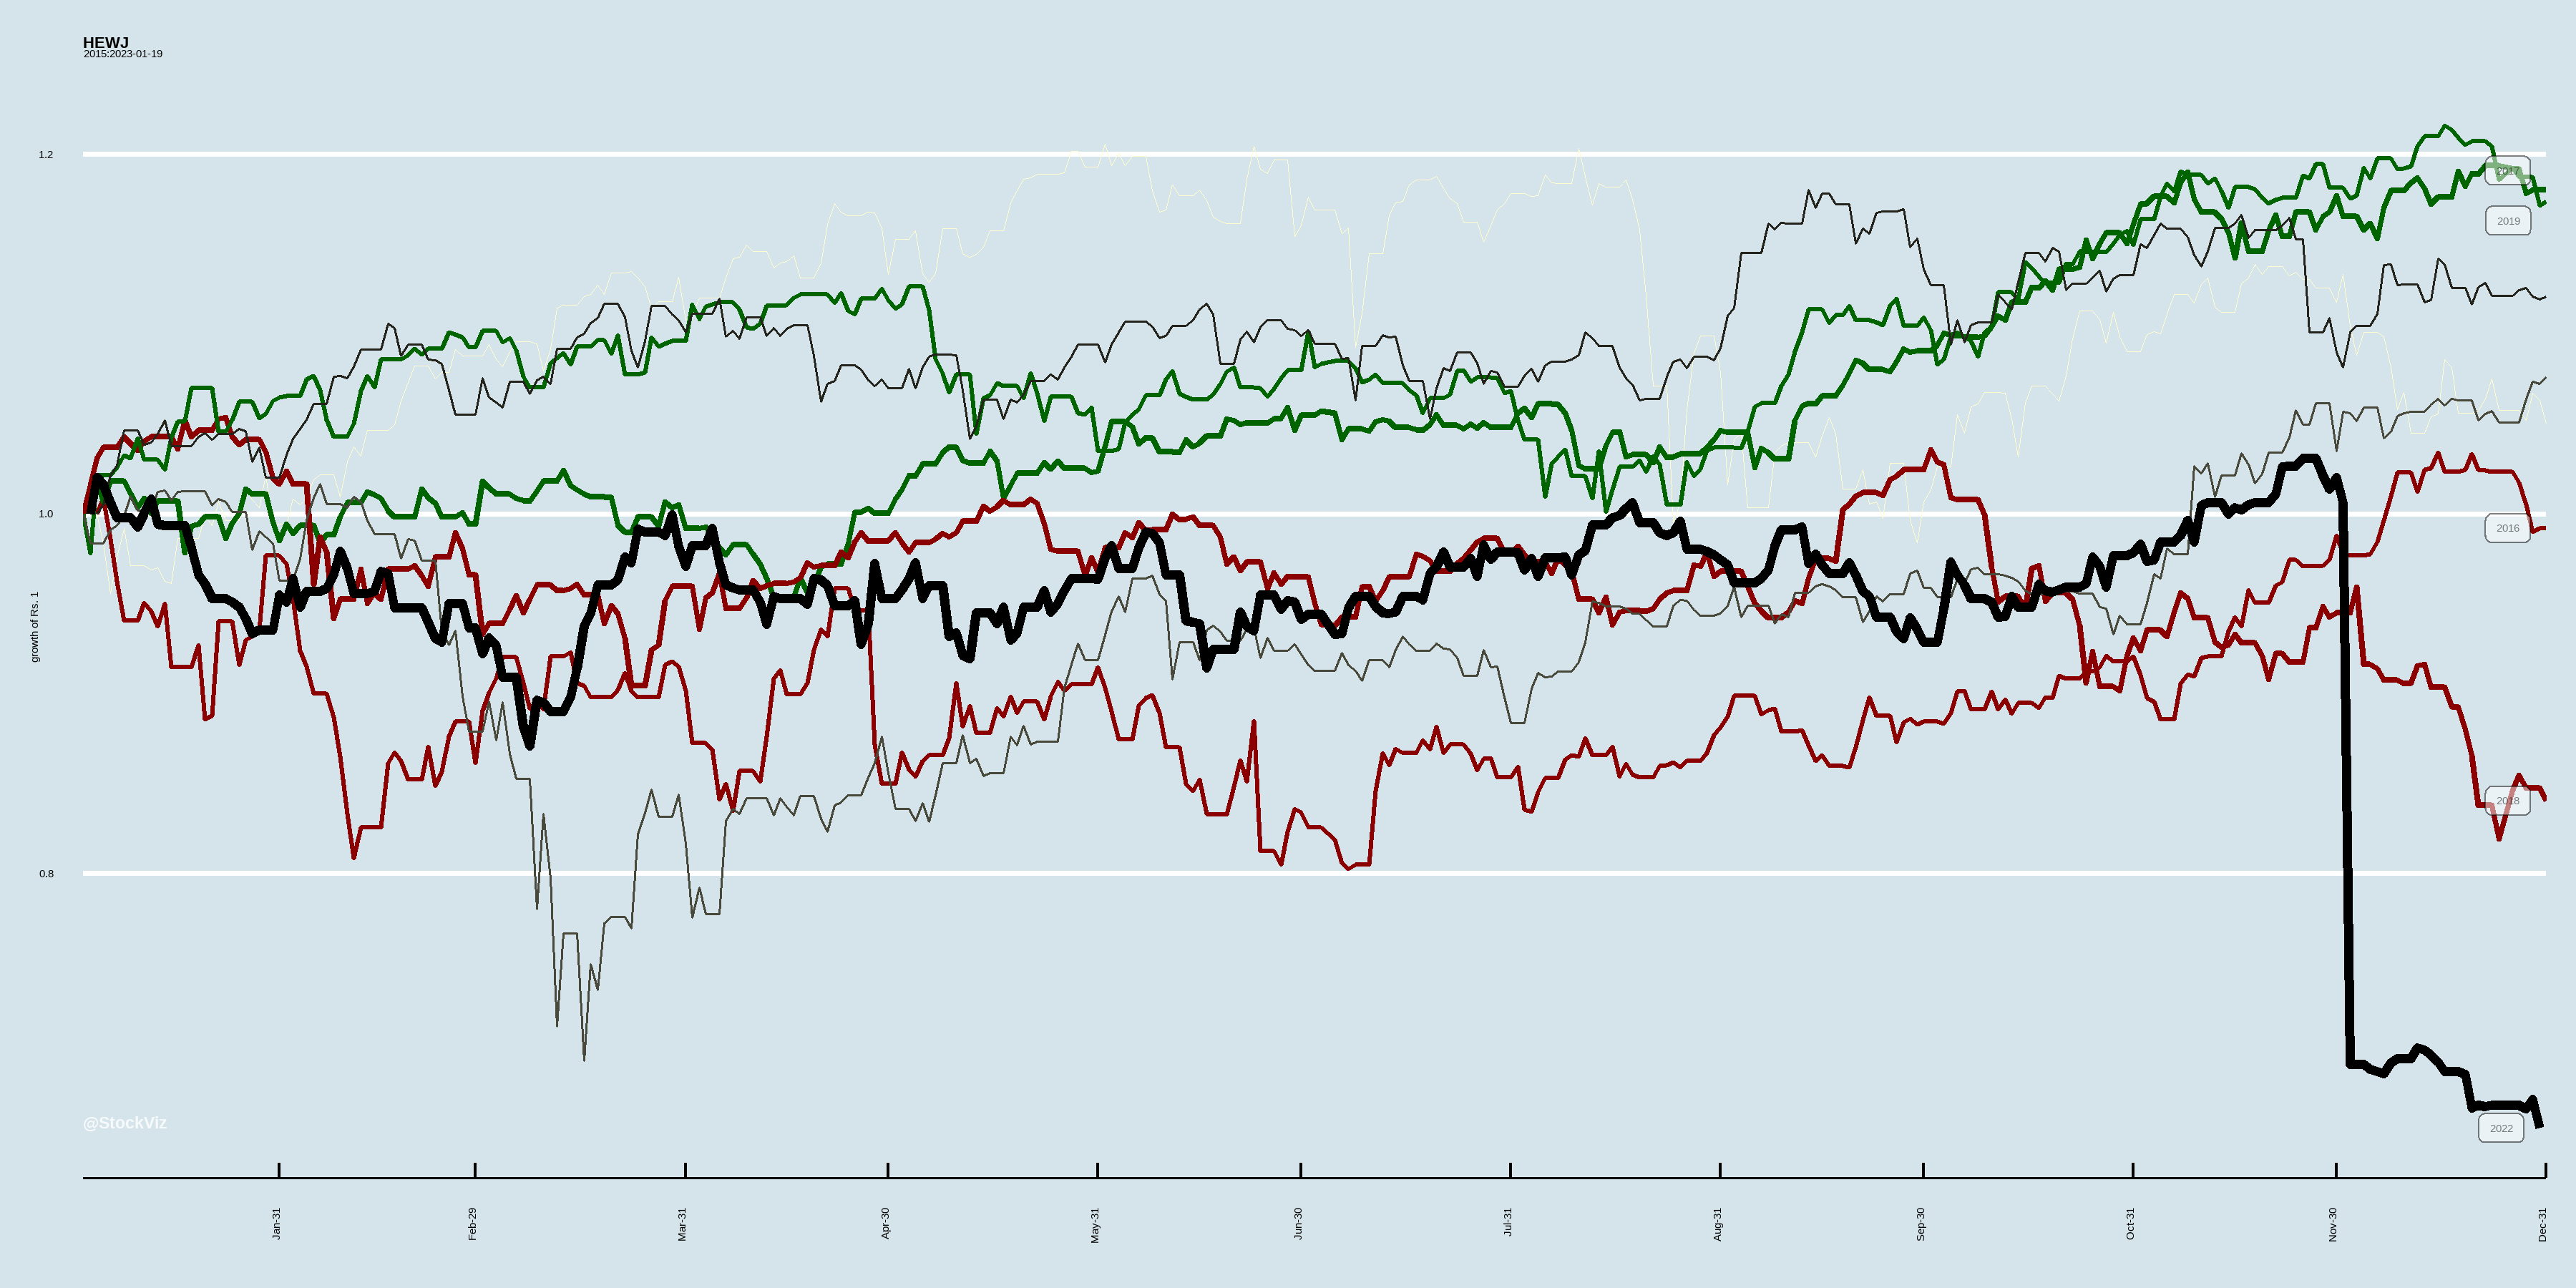 HEWJ
2015:2023-01-19
1.2
2017
2019
1.0
2016
growth of Rs. 1
2018
0.8
@StockViz
2022
Jan-31
Feb-29
Mar-31
Apr-30
May-31
Jun-30
Jul-31
Aug-31
Sep-30
Oct-31
Nov-30
Dec-31